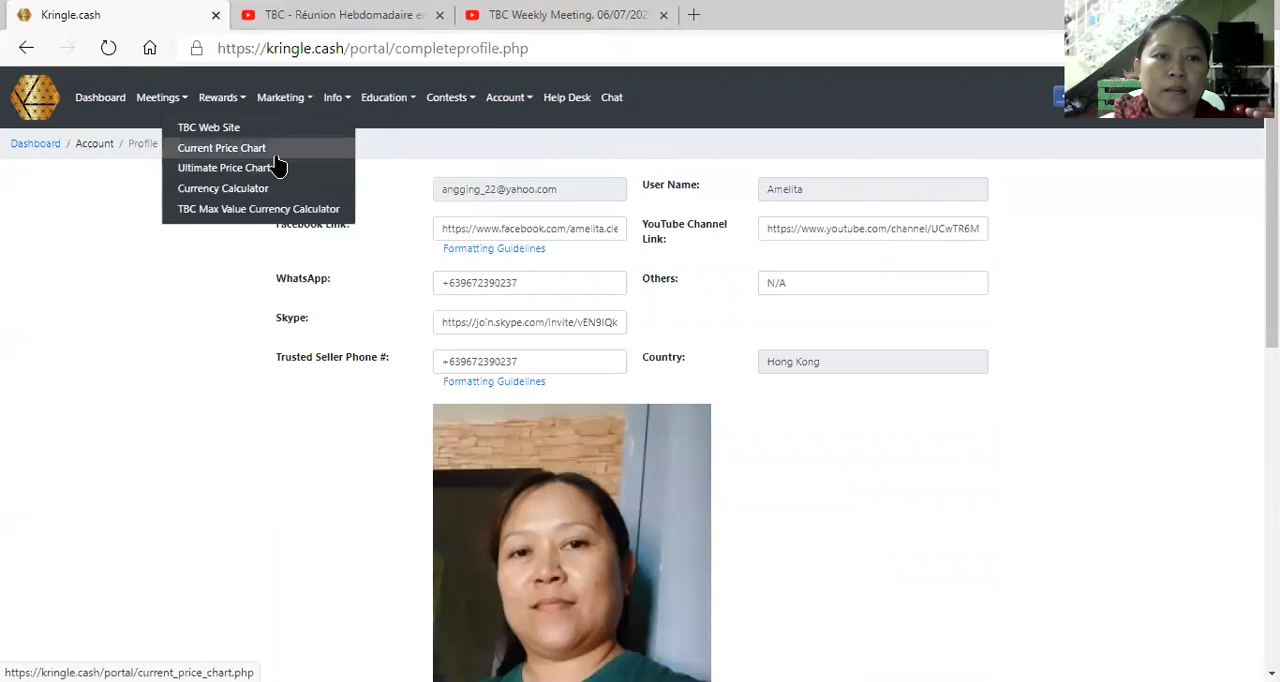 Kringle.cash
TBC - Réunion Hebdomadaire en
TBC Weekly Meeting, 06/07/202
https://kringle.cash/portal/completeprofile.php
Dashboard Meetings Rewards Marketing Info Education Contests Account Help Desk Chat
Dashboard / Account / Profile
TBC Web Site
Current Price Chart
Ultimate Price Chart
Currency Calculator
TBC Max Value Currency Calculator
angging_22@yahoo.com
User Name:
Amelita
Facebook Link:
https://www.facebook.com/amelita.cle
Formatting Guidelines
YouTube Channel
Link:
https://www.youtube.com/channel/UCwTR6M
WhatsApp:
+639672390237
Others:
N/A
Skype:
https://join.skype.com/invite/vEN9IQk
Trusted Seller Phone #:
+639672390237
Formatting Guidelines
Country:
Hong Kong
https://kringle.cash/portal/current_price_chart.php